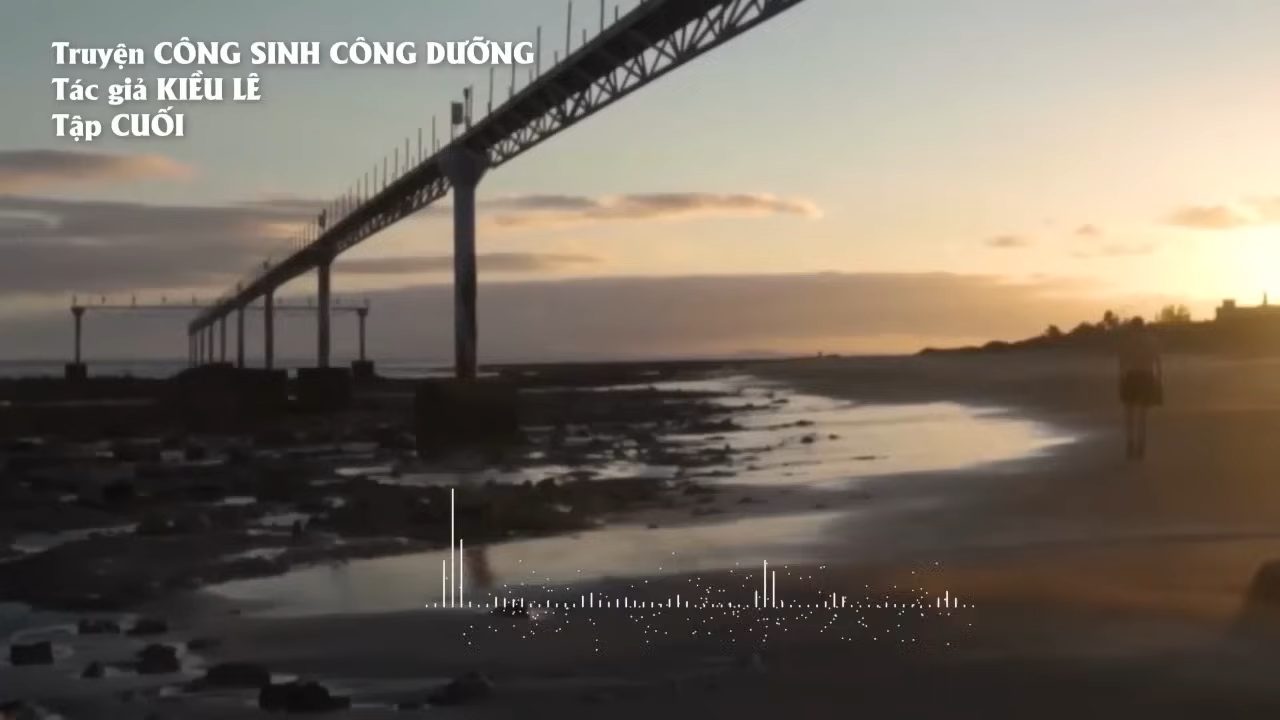 Truyện CÔNG SINH CÔNG DƯỠNG
Tác giả KIỀU LÊ
Tập CUỐI